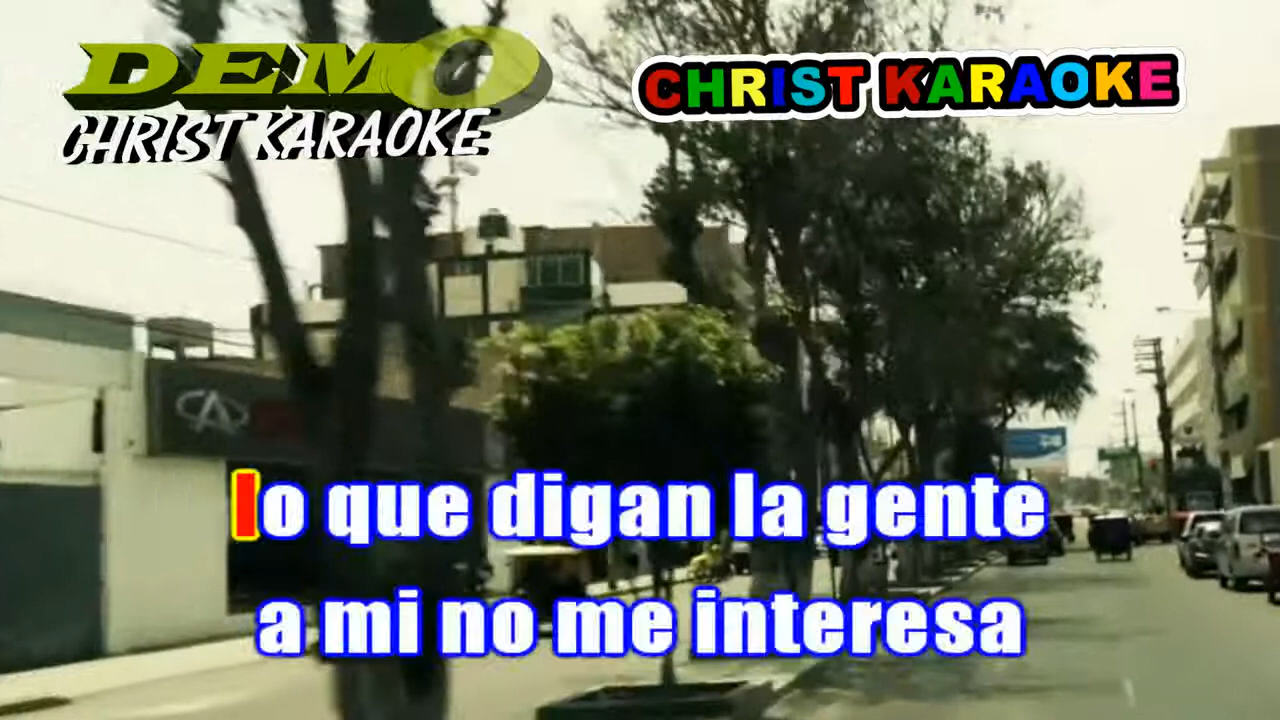 DEMO
CHRIST KARAOKE
CHRIST KARAOKE
lo que digan la gente
a mi no me interesa